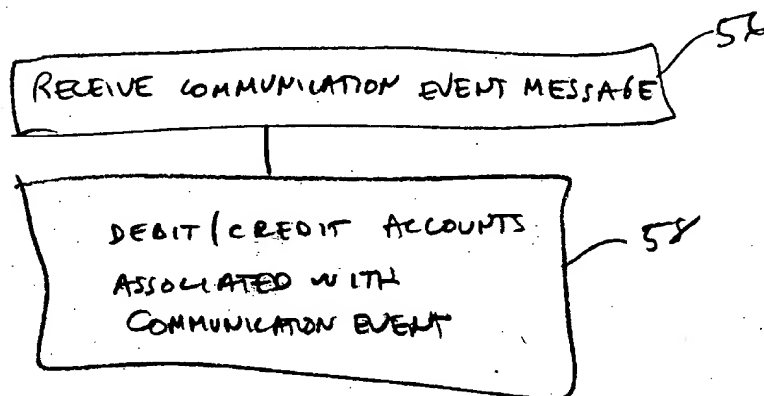 56
RECEIVE COMMUNICATION EVENT MESSAGE
DEBIT/CREDIT ACCOUNTS
58
ASSOCIATED WITH
COMMUNICATION EVENT